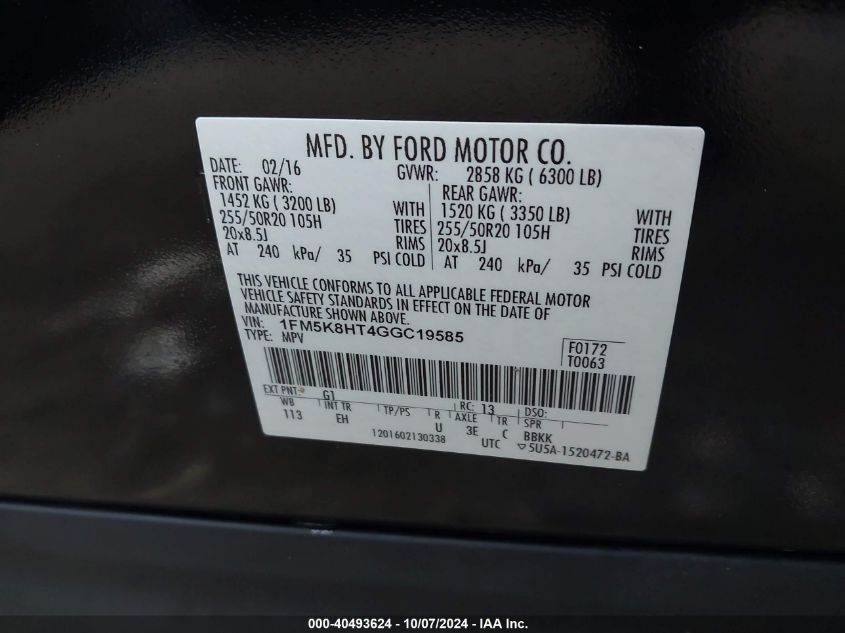 MFD. BY FORD MOTOR CO.
DATE: 02/16 GVWR: 2858 KG ( 6300 LB)
FRONT GAWR: REAR GAWR:
1452 KG ( 3200 LB) WITH 1520 KG ( 3350 LB) WITH
255/50R20 105H TIRES 255/50R20 105H TIRES
20x8.5J RIMS 20x8.5J RIMS
AT 240 kPa/ 35 PSI COLD AT 240 kPa/ 35 PSI COLD
THIS VEHICLE CONFORMS TO ALL APPLICABLE FEDERAL MOTOR
VEHICLE SAFETY STANDARDS IN EFFECT ON THE DATE OF
MANUFACTURE SHOWN ABOVE.
VIN: 1FM5K8HT4GGC19585
TYPE: MPV
F0172
T0063
EXT PNT: G1 RC: 13 DSO:
WB INT TR TP/PS R AXLE TR SPR
113 EH U 3E C BBKK
1201602130338 UTC ▽5U5A-1520472-BA
000-40493624 - 10/07/2024 - © IAA Inc.